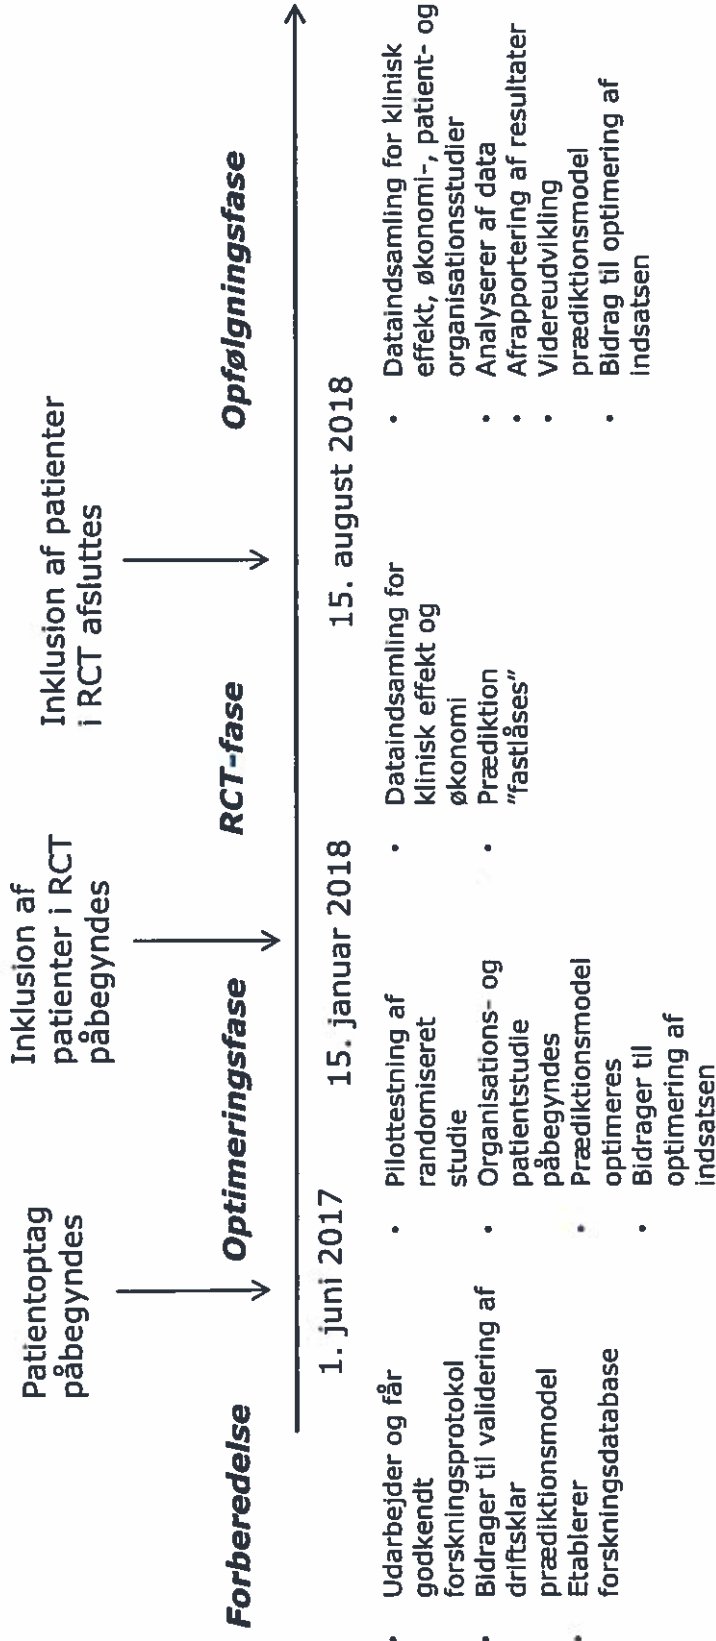 Patientoptag
påbegyndes
Inklusion af
patienter i RCT
påbegyndes
Inklusion af patienter
i RCT afsluttes
Forberedelse
Optimeringsfase
RCT-fase
Opfølgningsfase
1. juni 2017
15. januar 2018
15. august 2018
• Udarbejder og får
godkendt
forskningsprotokol
• Bidrager til validering af
driftsklar
prædiktionsmodel
• Etablerer
forskningsdatabase
• Pilottestning af
randomiseret
studie
• Organisations- og
patientstudie
påbegyndes
• Prædiktionsmodel
optimeres
• Bidrager til
optimering af
indsatsen
• Dataindsamling for
klinisk effekt og
økonomi
• Prædiktion
"fastlåses"
• Dataindsamling for klinisk
effekt, økonomi-, patient- og
organisationsstudier
• Analyserer af data
• Afrapportering af resultater
• Videreudvikling
prædiktionsmodel
• Bidrag til optimering af
indsatsen